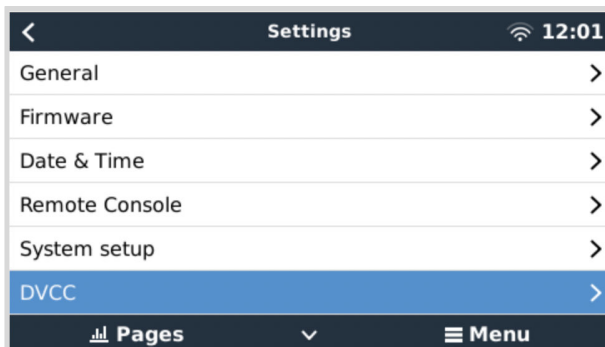 Settings 12:01
General
Firmware
Date & Time
Remote Console
System setup
DVCC
Pages Menu